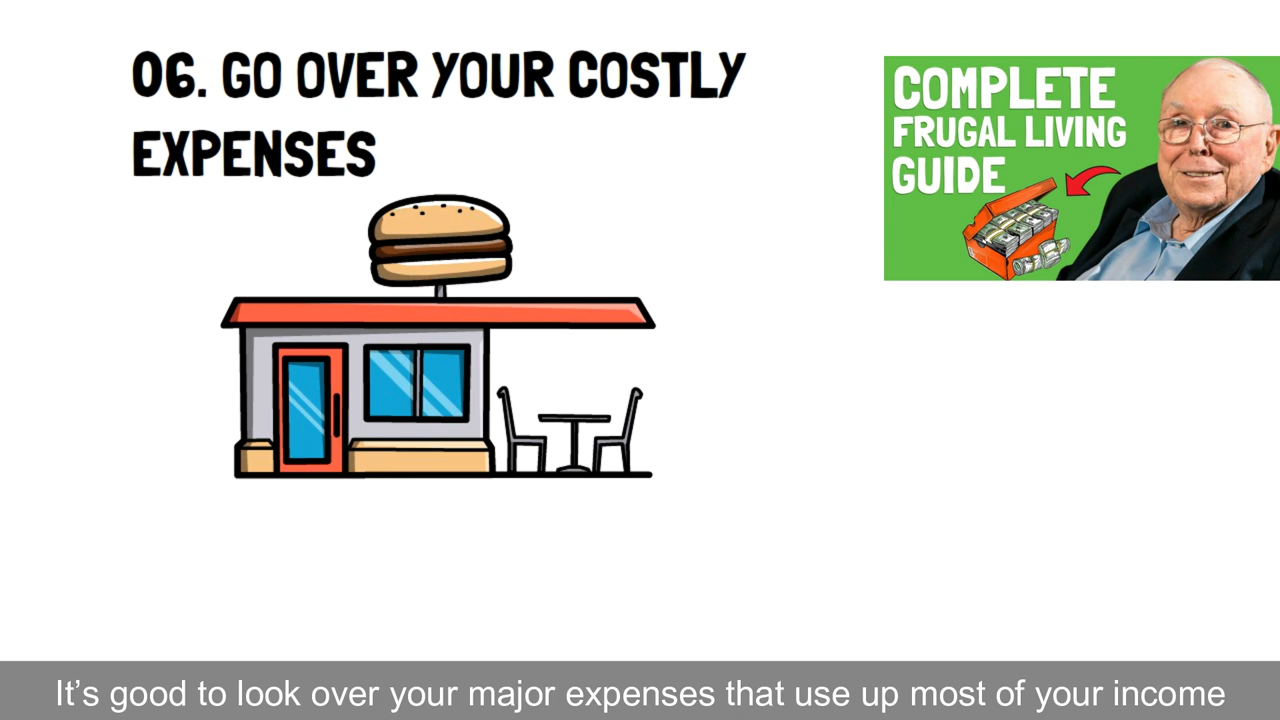 06. GO OVER YOUR COSTLY
EXPENSES
COMPLETE
FRUGAL LIVING
GUIDE
It’s good to look over your major expenses that use up most of your income